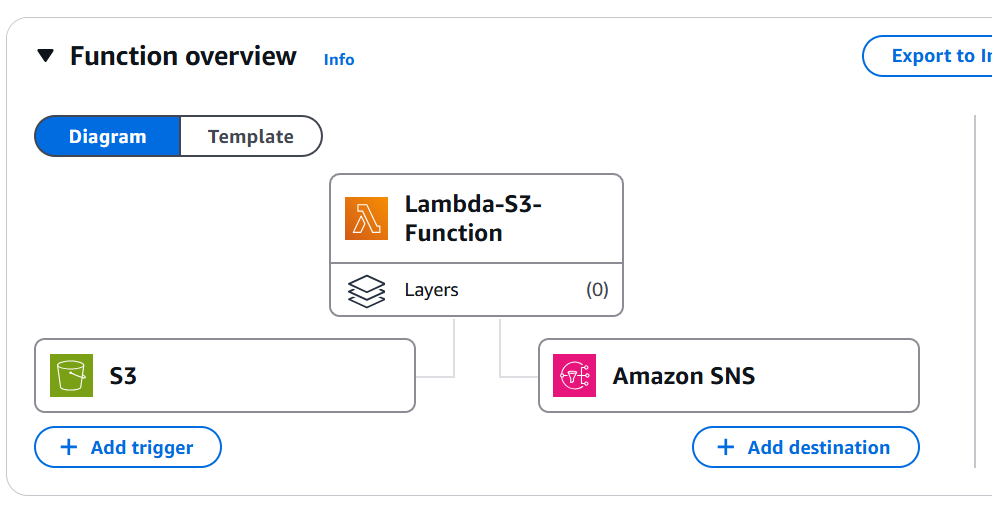 Function overview
Info
Export to In
Diagram
Template
Lambda-S3-
Function
Layers
(0)
S3
Amazon SNS
Add trigger
Add destination